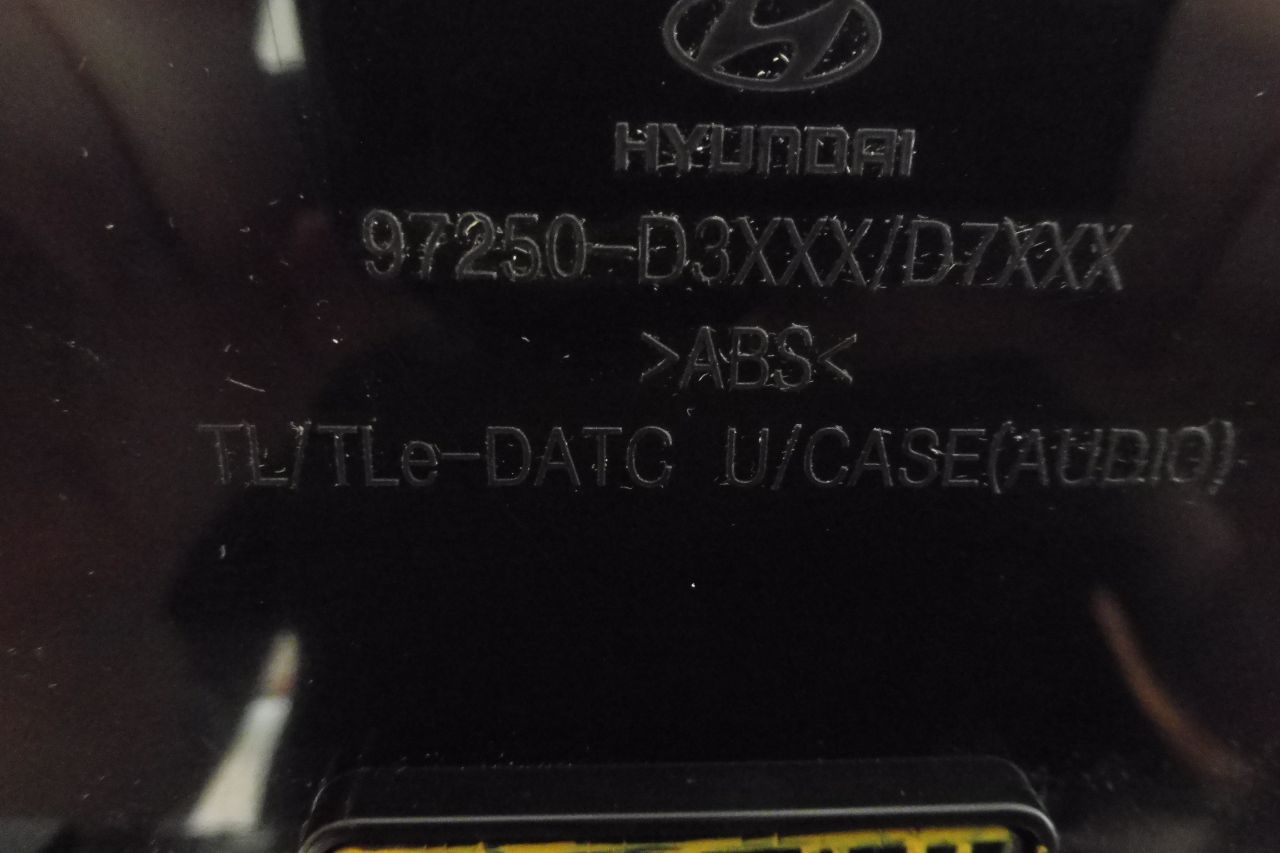 HYUNDAI
97250-D3XXX/D7XXX
>ABS<
TL/TLe-DATC U/CASE(AUDIO)